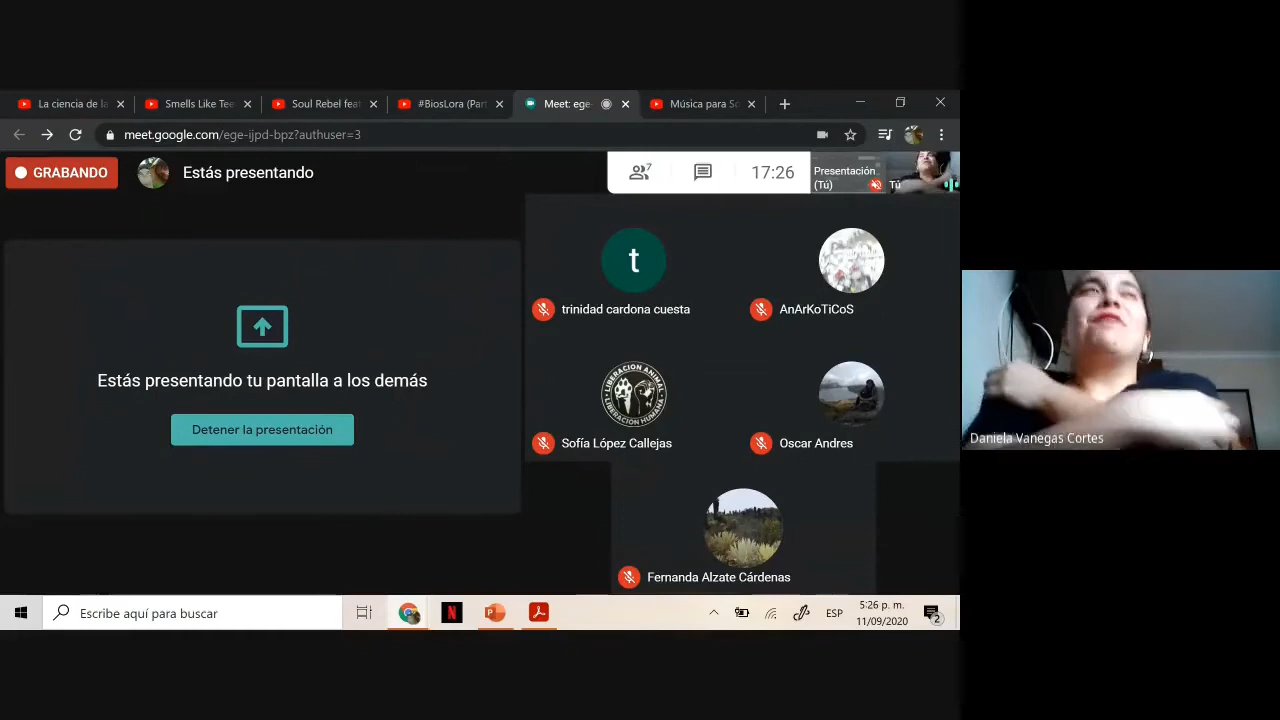 La ciencia de la
Smells Like Tee
Soul Rebel feat
#BiosLora (Part
Meet: ege-
Música para So
meet.google.com/ege-ijpd-bpz?authuser=3
GRABANDO
Estás presentando
7
17:26
Presentación
(Tú)
Tú
t
trinidad cardona cuesta
AnArKoTiCoS
Estás presentando tu pantalla a los demás
Detener la presentación
LIBERACION ANIMAL
LIBERACION HUMANA
Sofía López Callejas
Oscar Andres
Daniela Vanegas Cortes
Fernanda Alzate Cárdenas
Escribe aquí para buscar
N
P
ESP
5:26 p. m.
11/09/2020
2